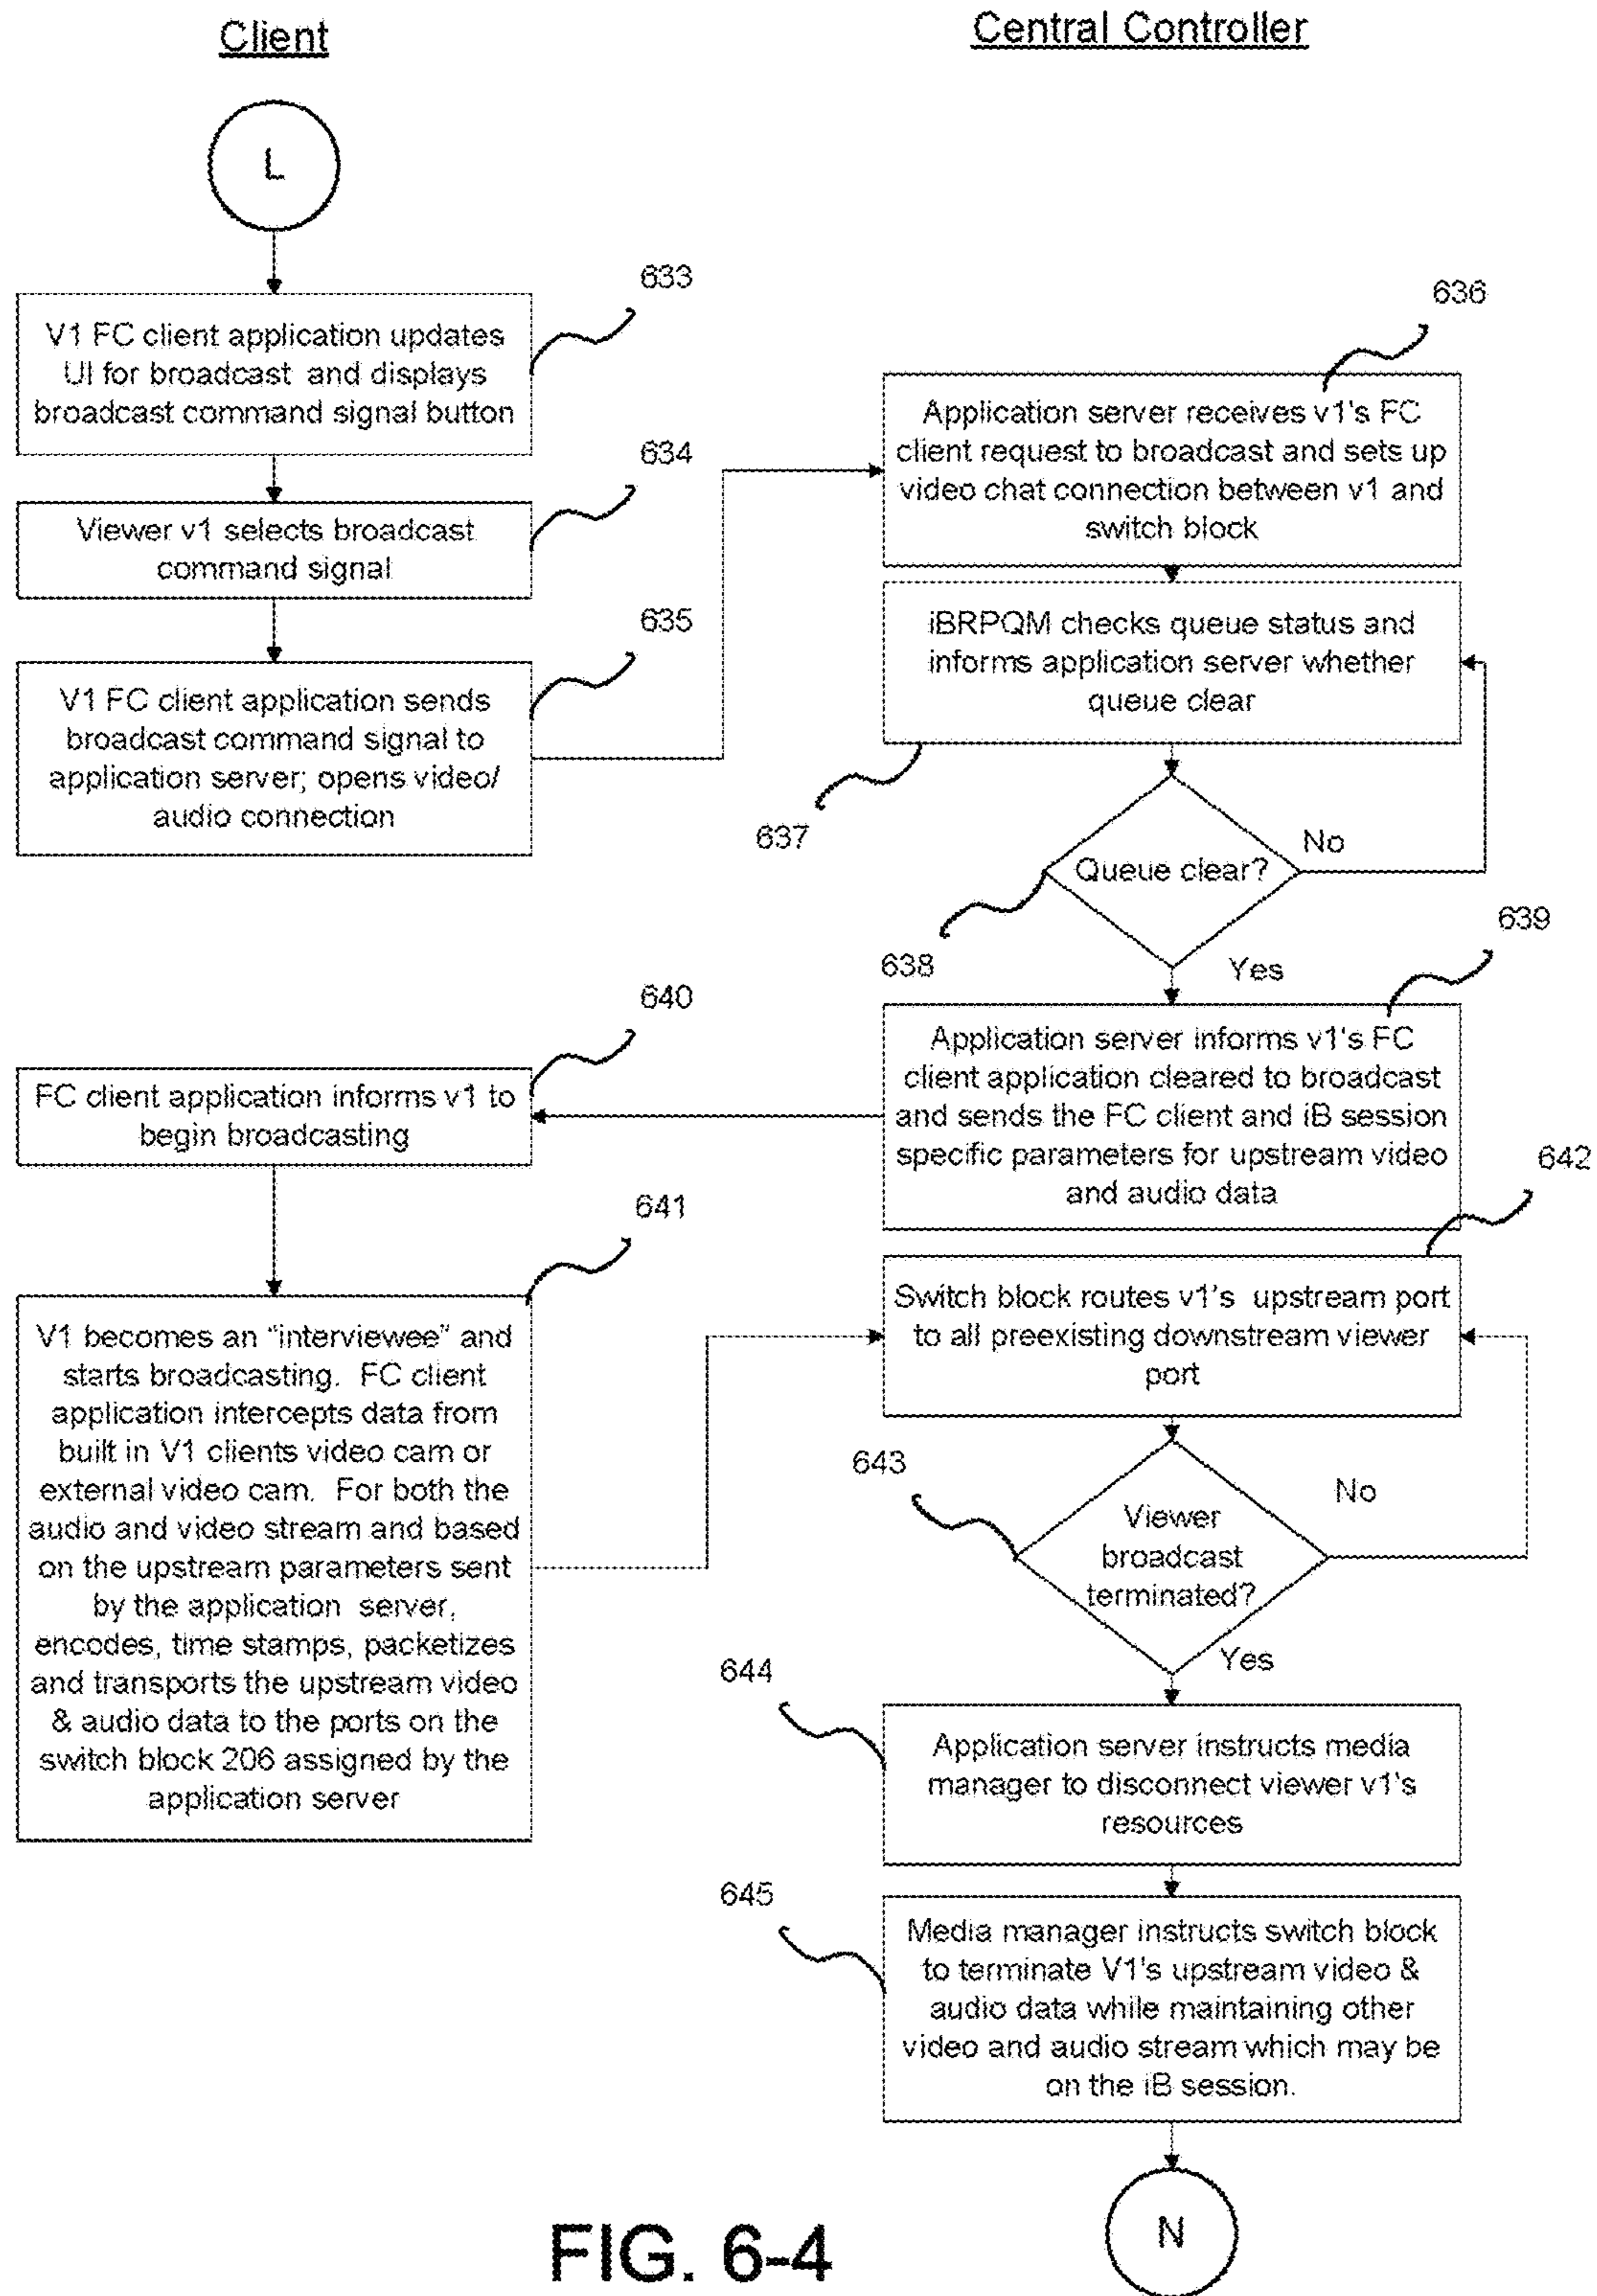 Client
Central Controller
L
633
V1 FC client application updates
UI for broadcast and displays
broadcast command signal button
634
Viewer v1 selects broadcast
command signal
635
V1 FC client application sends
broadcast command signal to
application server; opens video/
audio connection
636
Application server receives v1's FC
client request to broadcast and sets up
video chat connection between v1 and
switch block
iBRPQM checks queue status and
informs application server whether
queue clear
637
Queue clear?
No
638
Yes
639
Application server informs v1's FC
client application cleared to broadcast
and sends the FC client and iB session
specific parameters for upstream video
and audio data
640
FC client application informs v1 to
begin broadcasting
641
V1 becomes an "interviewee" and
starts broadcasting. FC client
application intercepts data from
built in V1 clients video cam or
external video cam. For both the
audio and video stream and based
on the upstream parameters sent
by the application server,
encodes, time stamps, packetizes
and transports the upstream video
& audio data to the ports on the
switch block 206 assigned by the
application server
642
Switch block routes v1's upstream port
to all preexisting downstream viewer
port
643
Viewer
broadcast
terminated?
No
Yes
644
Application server instructs media
manager to disconnect viewer v1's
resources
645
Media manager instructs switch block
to terminate V1's upstream video &
audio data while maintaining other
video and audio stream which may be
on the iB session.
N
FIG. 6-4